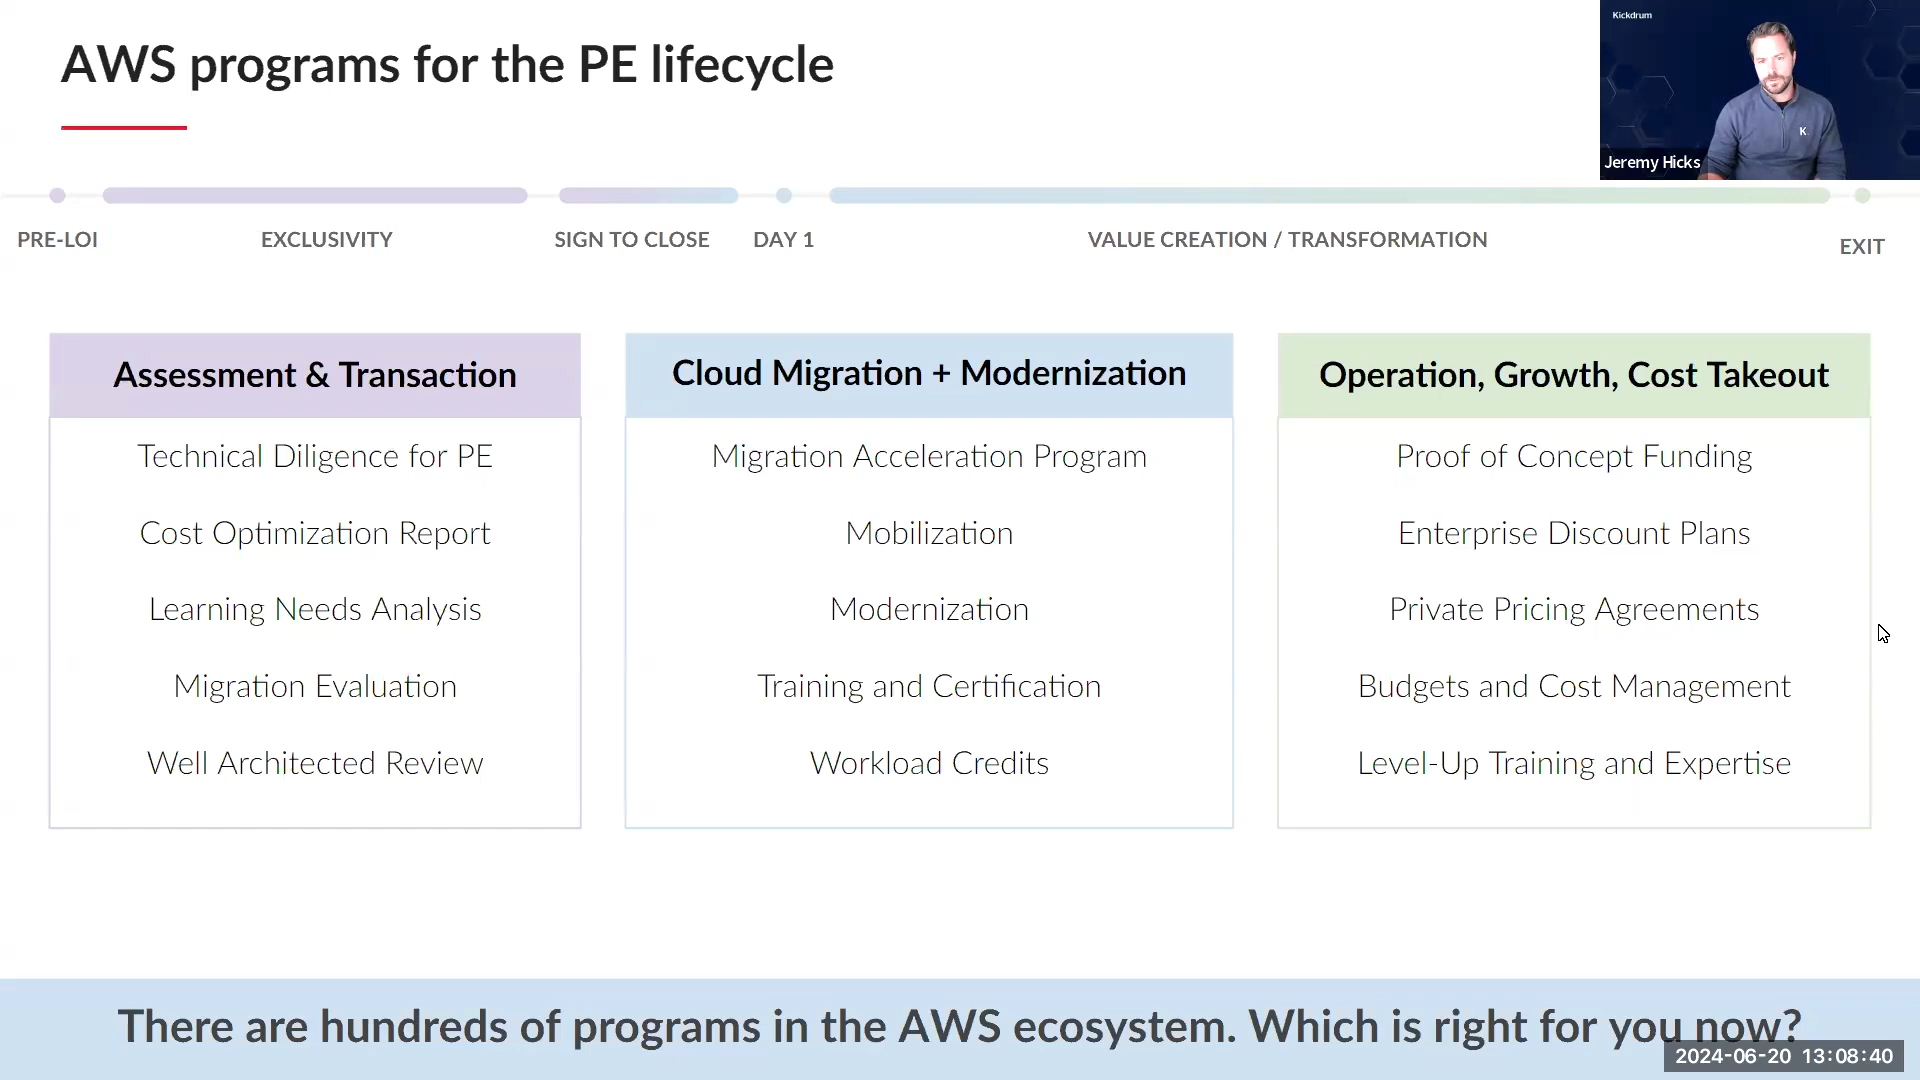 AWS programs for the PE lifecycle
Kickdrum
K
Jeremy Hicks
PRE-LOI
EXCLUSIVITY
SIGN TO CLOSE
DAY 1
VALUE CREATION / TRANSFORMATION
EXIT
Assessment & Transaction
Technical Diligence for PE
Cost Optimization Report
Learning Needs Analysis
Migration Evaluation
Well Architected Review
Cloud Migration + Modernization
Migration Acceleration Program
Mobilization
Modernization
Training and Certification
Workload Credits
Operation, Growth, Cost Takeout
Proof of Concept Funding
Enterprise Discount Plans
Private Pricing Agreements
Budgets and Cost Management
Level-Up Training and Expertise
There are hundreds of programs in the AWS ecosystem. Which is right for you now?
2024-06-20 13:08:40